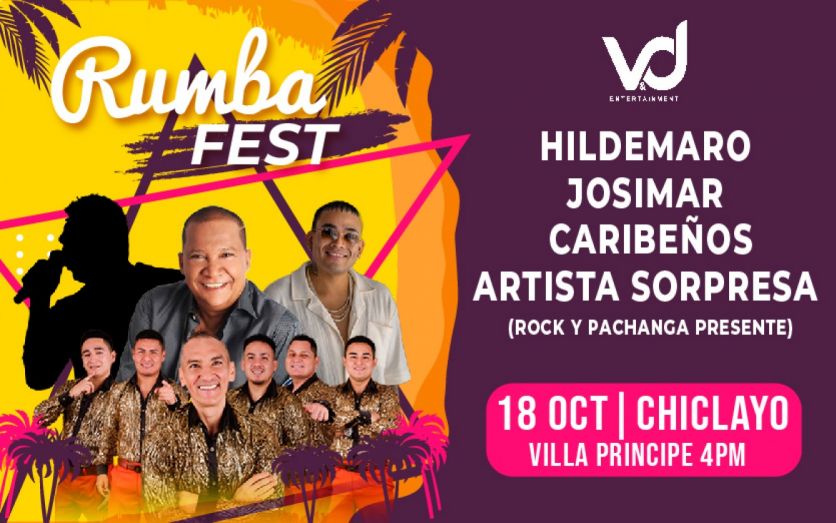 Rumba
FEST
V&D
ENTERTAINMENT
HILDEMARO
JOSIMAR
CARIBEÑOS
ARTISTA SORPRESA
(ROCK Y PACHANGA PRESENTE)
18 OCT | CHICLAYO
VILLA PRINCIPE 4PM